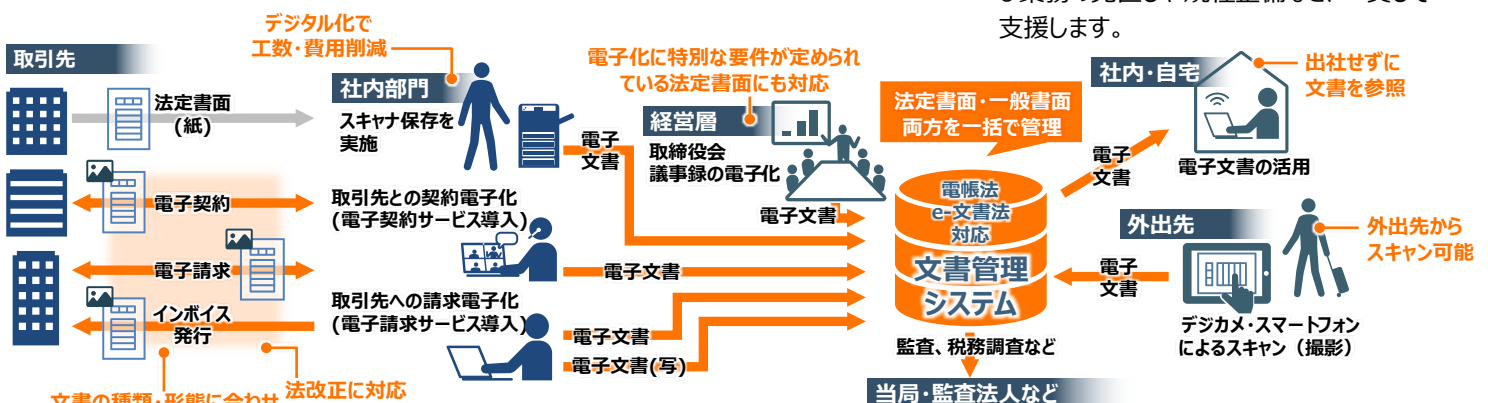 支援します。
デジタル化で
工数・費用削減
取引先
法定書面
(紙)
社内部門
スキャナ保存を
実施
電子
文書
電子化に特別な要件が定められ
ている法定書面にも対応
経営層
取締役会
議事録の電子化
電子文書
法定書面・一般書面
両方を一括で管理
社内・自宅
出社せずに
文書を参照
電子
文書
電子文書の活用
電子契約
取引先との契約電子化
(電子契約サービス導入)
電子文書
電帳法
e-文書法
対応
文書管理
システム
外出先
外出先から
スキャン可能
電子
文書
デジカメ・スマートフォン
によるスキャン（撮影）
電子請求
取引先への請求電子化
(電子請求サービス導入)
インボイス
発行
電子文書
電子文書(写)
監査、税務調査など
当局・監査法人など
文書の種類・形態に合わせ
法改正に対応